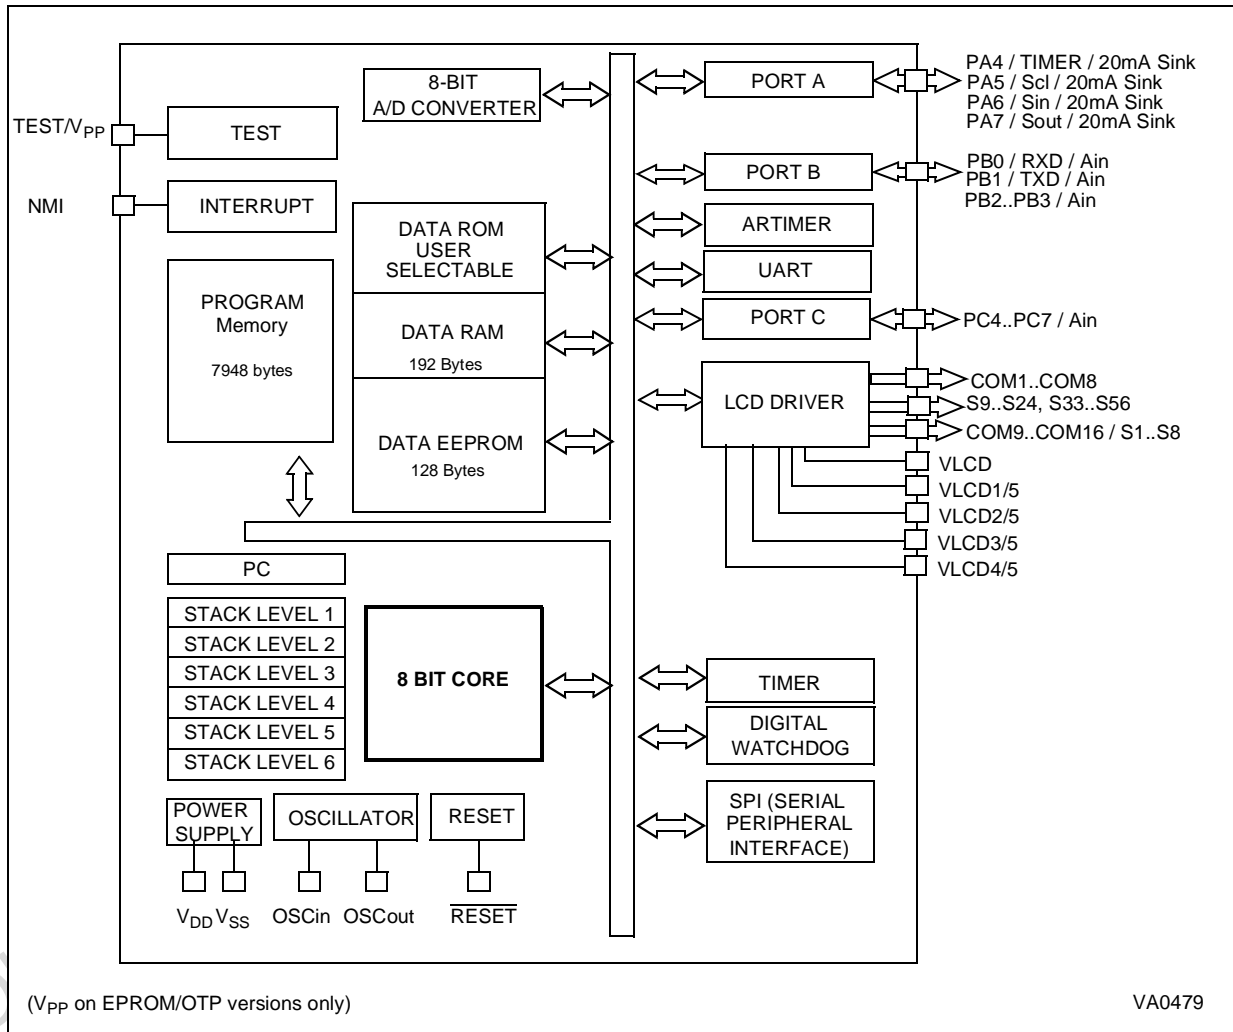 8-BIT
A/D CONVERTER
TEST/VPP
TEST
NMI
INTERRUPT
PROGRAM
Memory
7948 bytes
DATA ROM
USER
SELECTABLE
DATA RAM
192 Bytes
DATA EEPROM
128 Bytes
PORT A
PA4 / TIMER / 20mA Sink
PA5 / Scl / 20mA Sink
PA6 / Sin / 20mA Sink
PA7 / Sout / 20mA Sink
PORT B
PB0 / RXD / Ain
PB1 / TXD / Ain
PB2..PB3 / Ain
ARTIMER
UART
PORT C
PC4..PC7 / Ain
LCD DRIVER
COM1..COM8
S9..S24, S33..S56
COM9..COM16 / S1..S8
VLCD
VLCD1/5
VLCD2/5
VLCD3/5
VLCD4/5
PC
STACK LEVEL 1
STACK LEVEL 2
STACK LEVEL 3
STACK LEVEL 4
STACK LEVEL 5
STACK LEVEL 6
8 BIT CORE
TIMER
DIGITAL
WATCHDOG
SPI (SERIAL
PERIPHERAL
INTERFACE)
POWER
SUPPLY
OSCILLATOR
RESET
VDD VSS
OSCin OSCout
RESET
(VPP on EPROM/OTP versions only)
VA0479